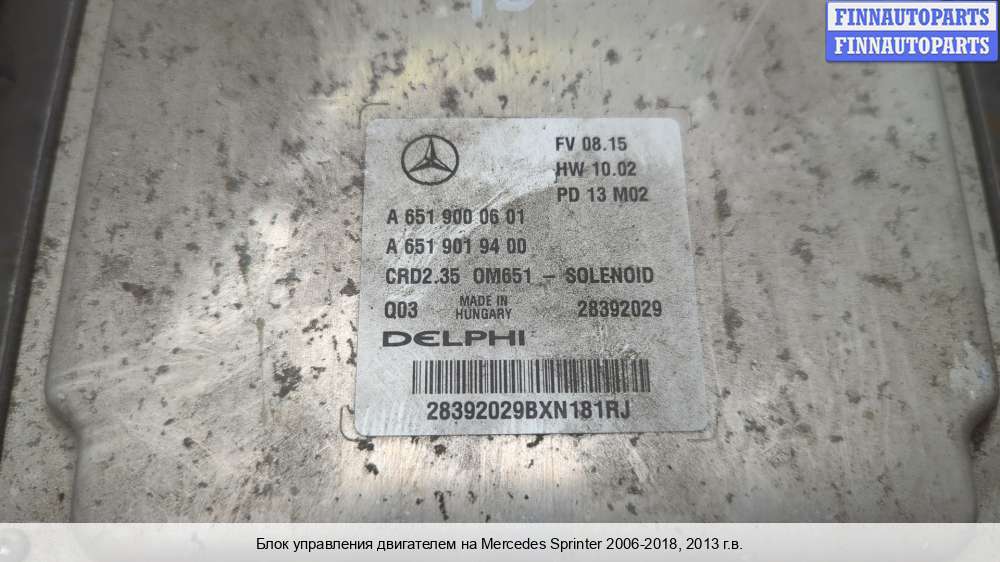 FINNAUTOPARTS
FINNAUTOPARTS
FV 08.15
HW 10.02
PD 13 M02
A 651 900 06 01
A 651 901 94 00
CRD2.35 OM651 - SOLENOID
Q03 MADE IN HUNGARY 28392029
DELPHI
28392029BXN181RJ
Блок управления двигателем на Mercedes Sprinter 2006-2018, 2013 г.в.